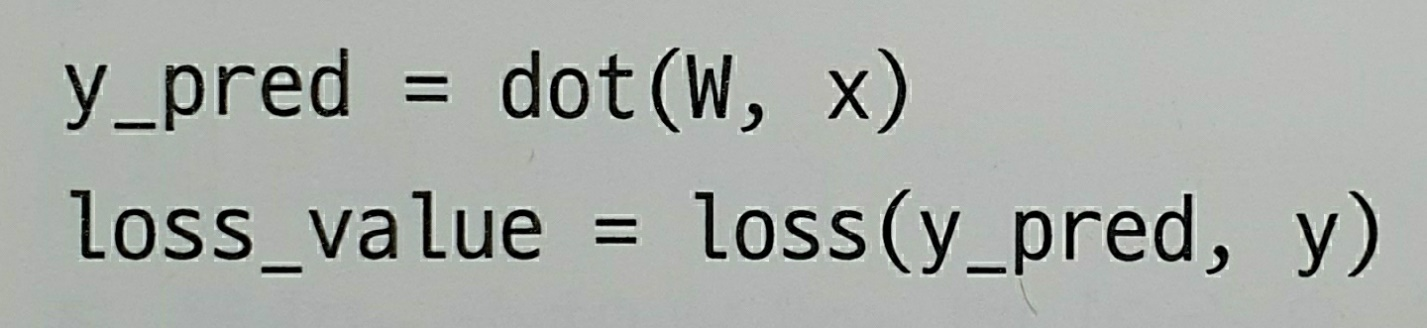 y_pred = dot(W, x)
loss_value = loss(y_pred, y)